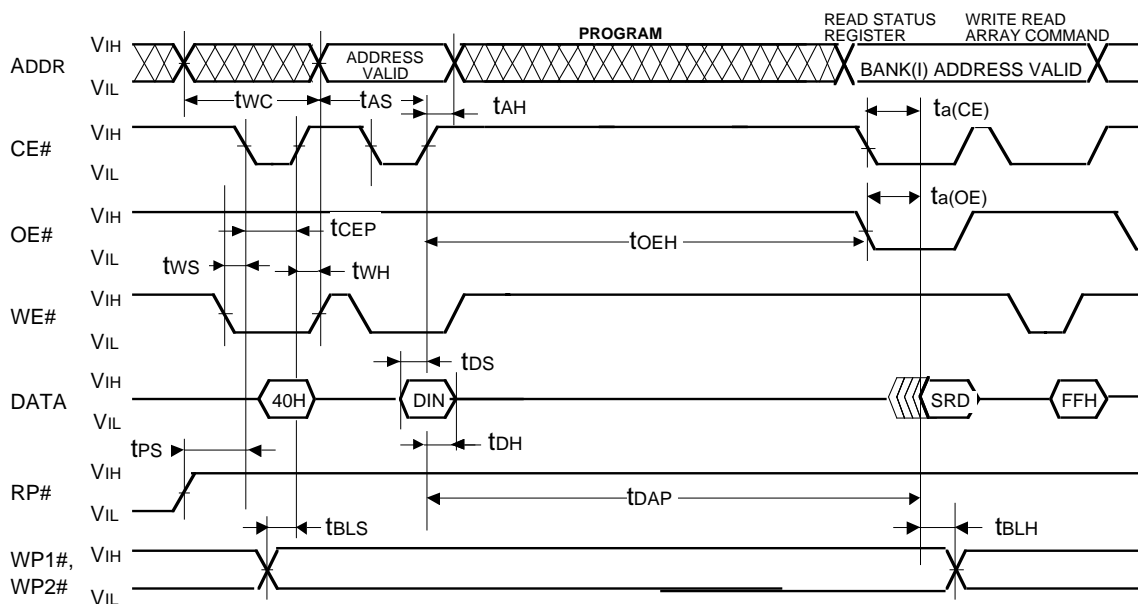 PROGRAM
READ STATUS REGISTER
WRITE READ ARRAY COMMAND
ADDR
VIH
VIL
ADDRESS VALID
BANK(I) ADDRESS VALID
tWC
tAS
tAH
ta(CE)
CE#
VIH
VIL
ta(OE)
OE#
VIH
VIL
tCEP
tOEH
tWS
tWH
WE#
VIH
VIL
tDS
DATA
VIH
VIL
40H
DIN
SRD
FFH
tPS
tDH
RP#
VIH
VIL
tDAP
tBLS
tBLH
WP1#,
WP2#
VIH
VIL